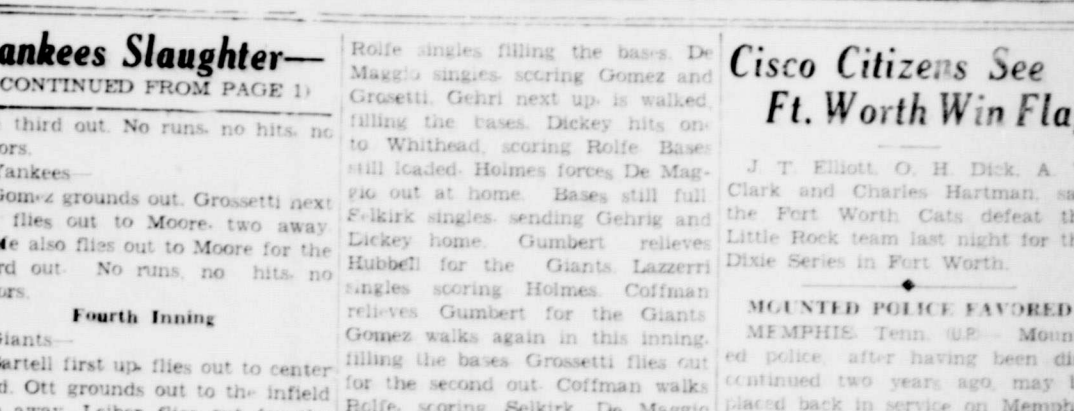 ankees Slaughter—
CONTINUED FROM PAGE 1)
third out. No runs, no hits, no
ors.
Yankees—
Gomez grounds out. Grossetti next
flies out to Moore, two away
also flies out to Moore for the
rd out. No runs, no hits, no
ors.
Fourth Inning
Giants—
artell first up, flies out to center
d. Ott grounds out to the infield
Rolfe singles filling the bases. De
Maggio singles, scoring Gomez and
Crosetti. Gehri next up, is walked,
filling the bases. Dickey hits one
to Whithead, scoring Rolfe. Bases
still loaded. Holmes forces De Mag-
gio out at home. Bases still full.
Selkirk singles, sending Gehrig and
Dickey home. Gumbert relieves
Hubbell for the Giants. Lazzerri
singles scoring Holmes. Coffman
relieves Gumbert for the Giants
Gomez walks again in this inning,
filling the bases. Grossetti flies out
for the second out. Coffman walks
Rolfe, scoring Selkirk. De Maggio
Cisco Citizens See
Ft. Worth Win Fla
J. T. Elliott, O. H. Dick, A.
Clark and Charles Hartman, sa
the Fort Worth Cats defeat th
Little Rock team last night for th
Dixie Series in Fort Worth.
MOUNTED POLICE FAVORED
MEMPHIS, Tenn. (UP) — Mount
ed police, after having been di
continued two years ago, may b
placed back in service on Memph